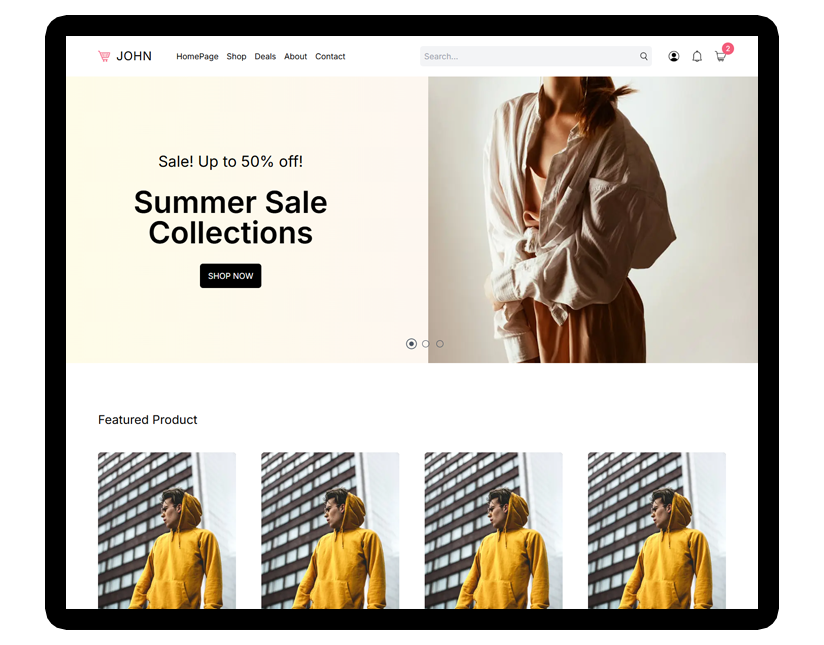 JOHN
HomePage Shop Deals About Contact
Search...
2
Sale! Up to 50% off!
Summer Sale
Collections
SHOP NOW
Featured Product